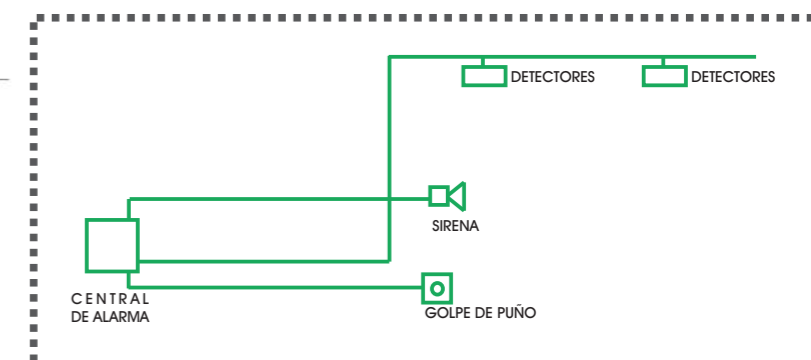 DETECTORES
DETECTORES
SIRENA
CENTRAL
DE ALARMA
GOLPE DE PUÑO